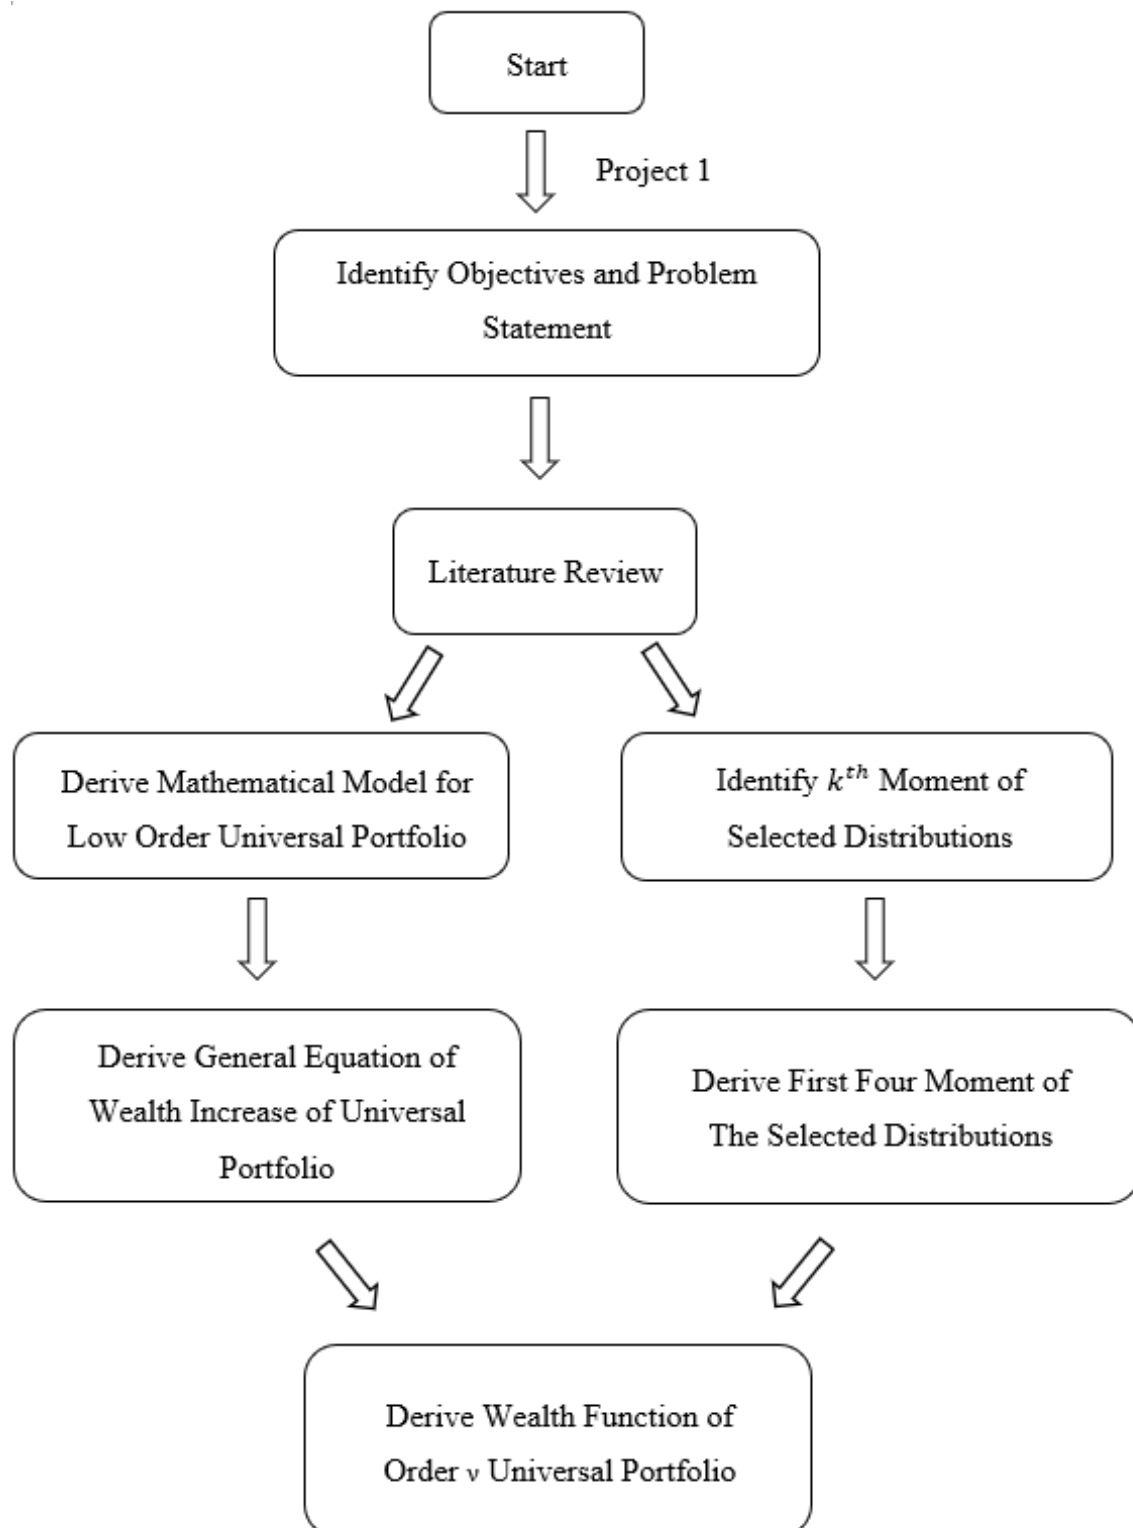 Start
Project 1
Identify Objectives and Problem
Statement
Literature Review
Derive Mathematical Model for
Low Order Universal Portfolio
Identify kᵗʰ Moment of
Selected Distributions
Derive General Equation of
Wealth Increase of Universal
Portfolio
Derive First Four Moment of
The Selected Distributions
Derive Wealth Function of
Order ν Universal Portfolio